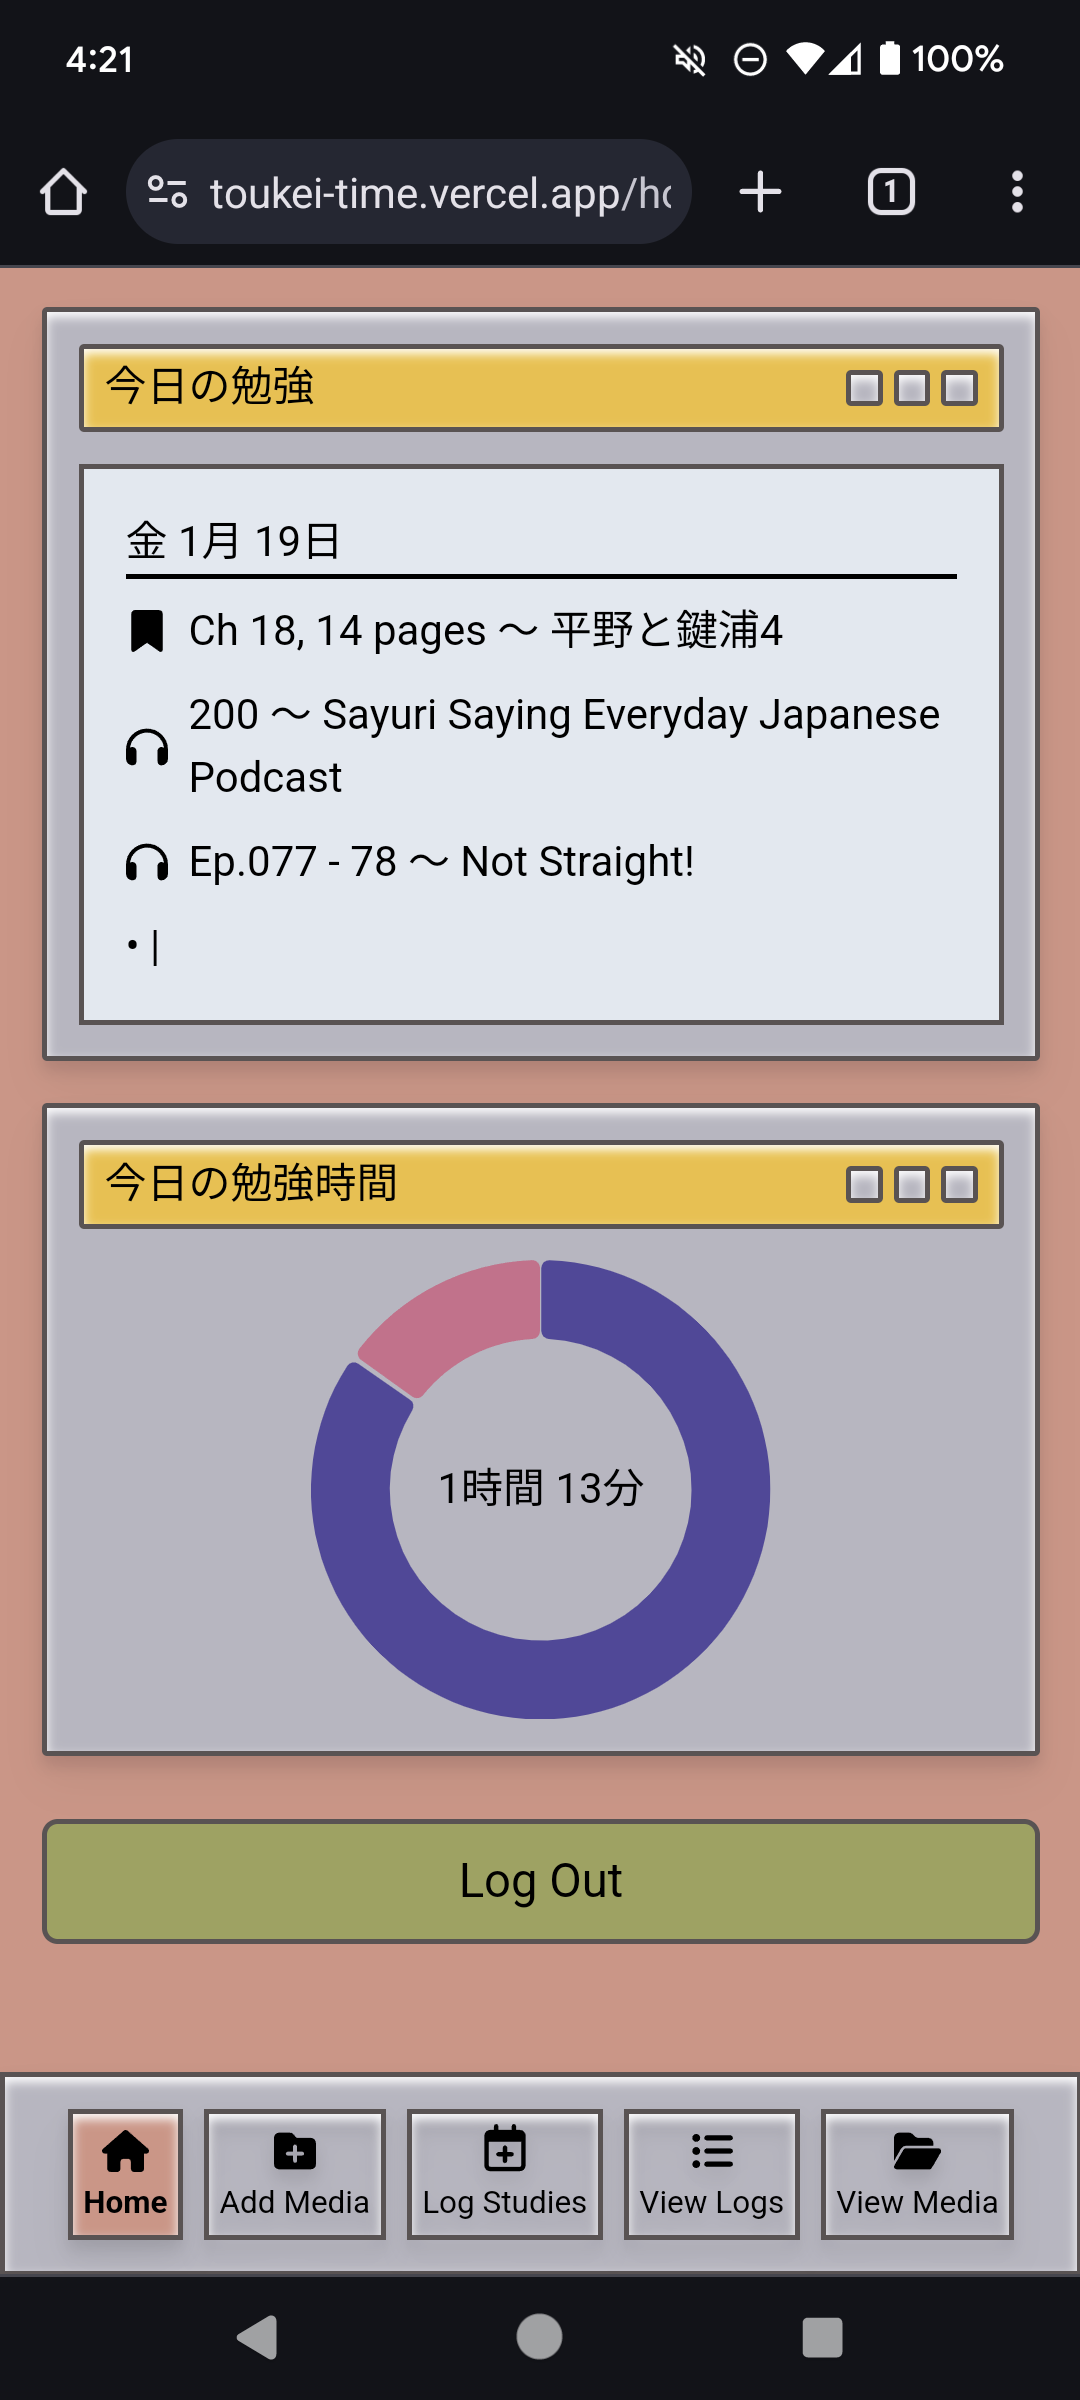 4:21
100%
toukei-time.vercel.app/ho
1
今日の勉強
金 1月 19日
Ch 18, 14 pages 〜 平野と鍵浦4
200 〜 Sayuri Saying Everyday Japanese
Podcast
Ep.077 - 78 〜 Not Straight!
• |
今日の勉強時間
1時間 13分
Log Out
Home
Add Media
Log Studies
View Logs
View Media